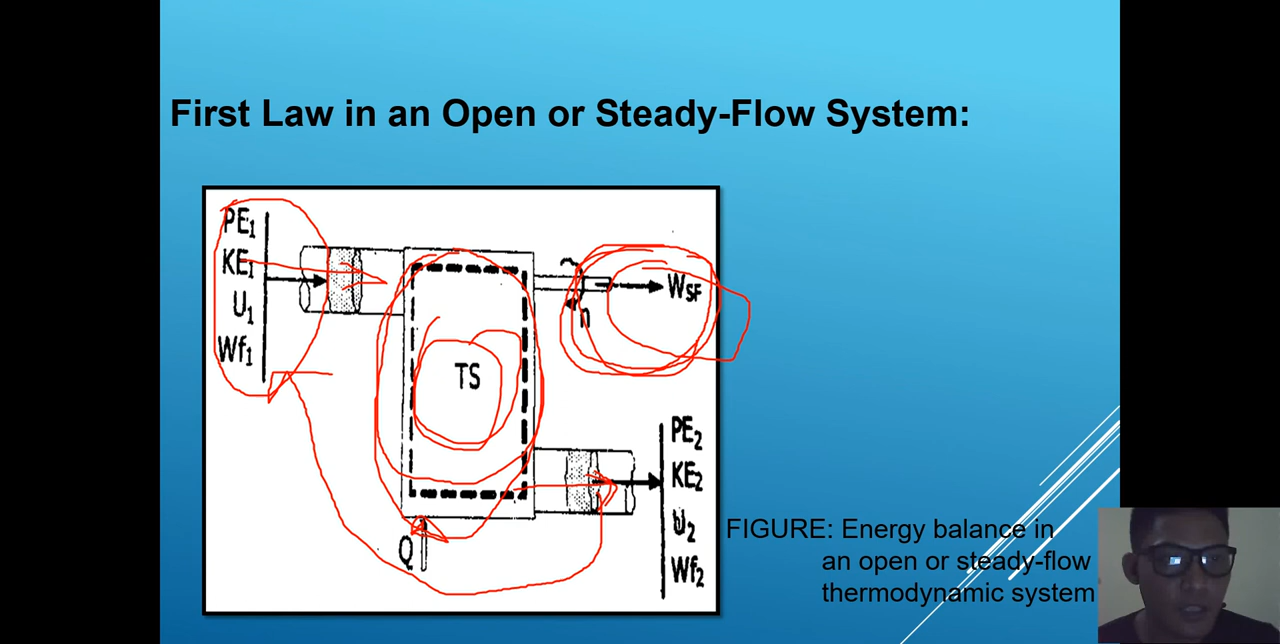 First Law in an Open or Steady-Flow System:
PE1
KE1
U1
Wf1
WSF
n
TS
PE2
KE2
U2
Wf2
Q
FIGURE: Energy balance in
an open or steady-flow
thermodynamic system